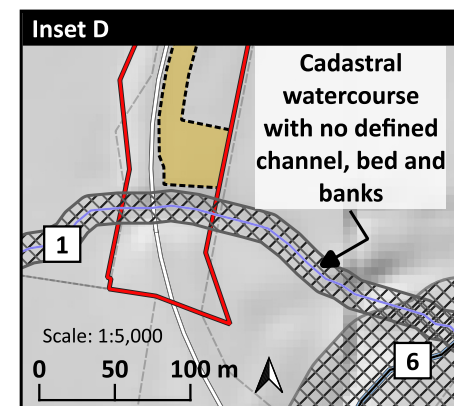 Inset D
Cadastral
watercourse
with no defined
channel, bed and
banks
1
Scale: 1:5,000
0 50 100 m
6